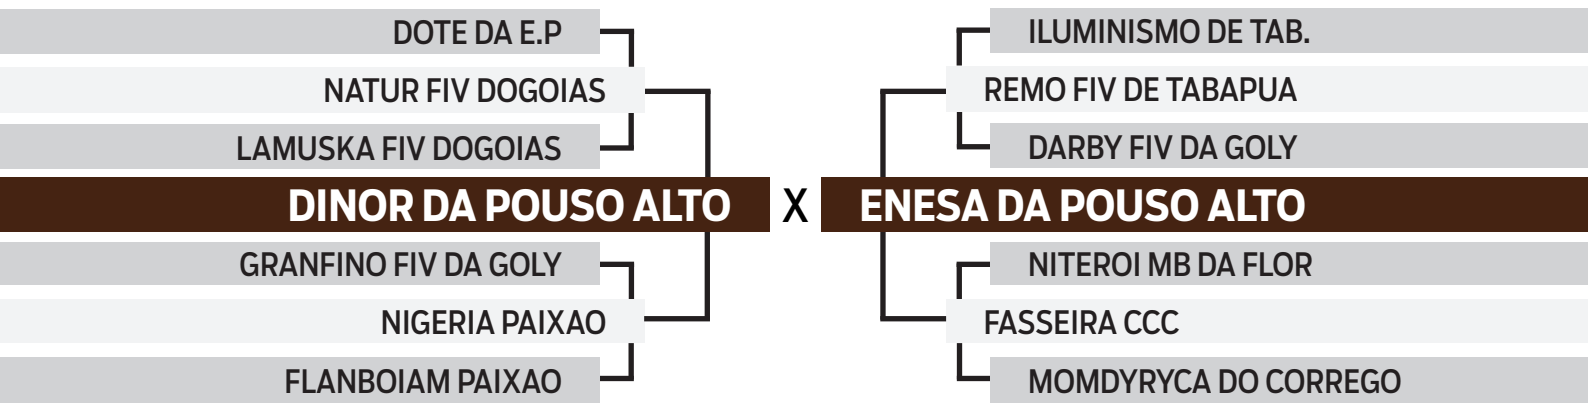 DOTE DA E.P
NATUR FIV DOGOIAS
LAMUSKA FIV DOGOIAS
DINOR DA POUSO ALTO X ENESA DA POUSO ALTO
GRANFINO FIV DA GOLY
NIGERIA PAIXAO
FLANBOIAM PAIXAO
ILUMINISMO DE TAB.
REMO FIV DE TABAPUA
DARBY FIV DA GOLY
NITEROI MB DA FLOR
FASSEIRA CCC
MOMDYRYCA DO CORREGO